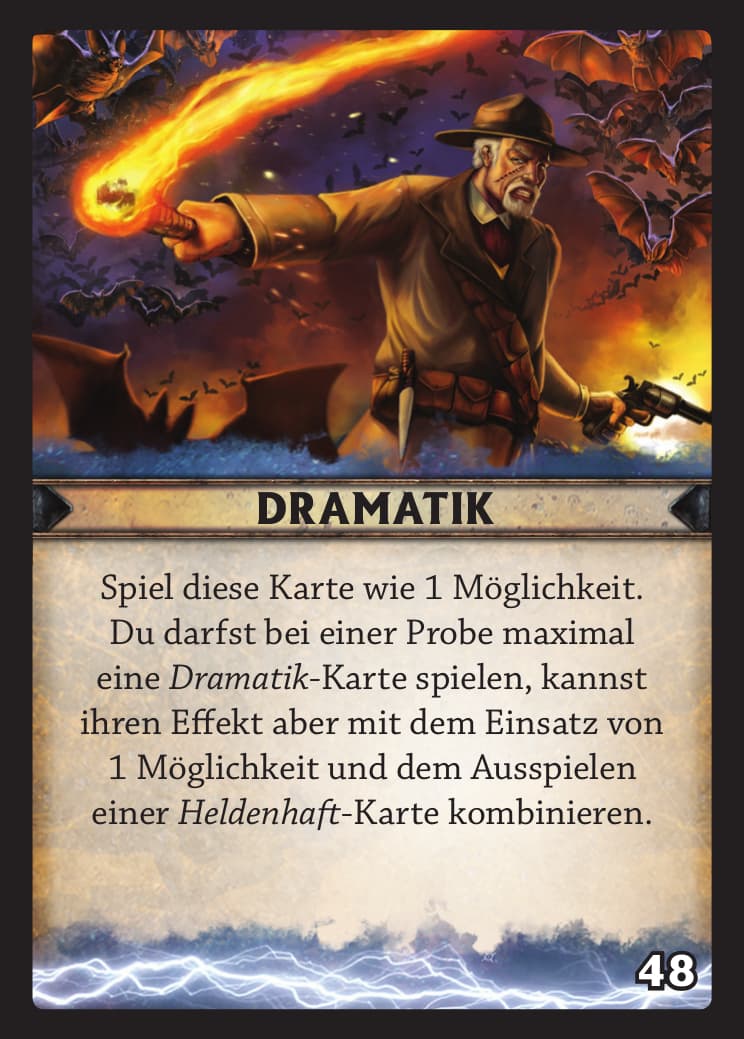 DRAMATIK
Spiel diese Karte wie 1 Möglichkeit.
Du darfst bei einer Probe maximal
eine Dramatik-Karte spielen, kannst
ihren Effekt aber mit dem Einsatz von
1 Möglichkeit und dem Ausspielen
einer Heldenhaft-Karte kombinieren.
48